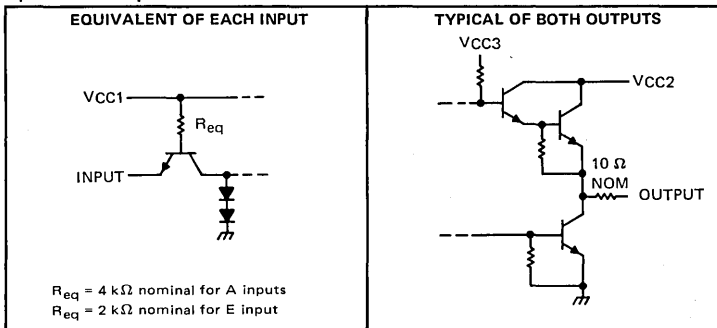 EQUIVALENT OF EACH INPUT
VCC1
Req
INPUT
Req = 4 kΩ nominal for A inputs
Req = 2 kΩ nominal for E input
TYPICAL OF BOTH OUTPUTS
VCC3
VCC2
10 Ω
NOM
OUTPUT